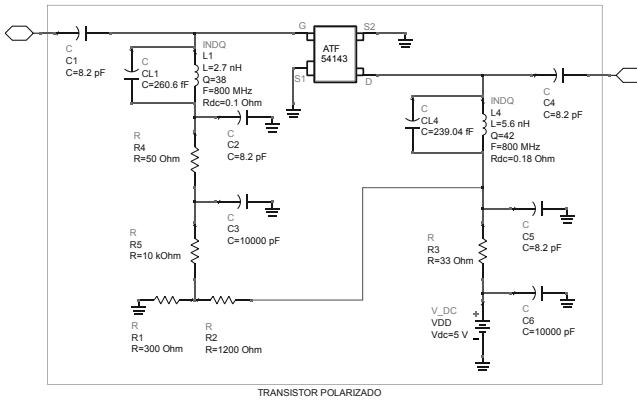 G
S2
ATF
54143
S1
D
C
C1
C=8.2 pF
C
CL1
C=260.6 fF
INDQ
L1
L=2.7 nH
Q=38
F=800 MHz
Rdc=0.1 Ohm
C
C2
C=8.2 pF
R
R4
R=50 Ohm
C
C3
C=10000 pF
R
R5
R=10 kOhm
R
R1
R=300 Ohm
R
R2
R=1200 Ohm
C
CL4
C=239.04 fF
INDQ
L4
L=5.6 nH
Q=42
F=800 MHz
Rdc=0.18 Ohm
C
C4
C=8.2 pF
C
C5
C=8.2 pF
R
R3
R=33 Ohm
V_DC
VDD
Vdc=5 V
+
-
C
C6
C=10000 pF
TRANSISTOR POLARIZADO